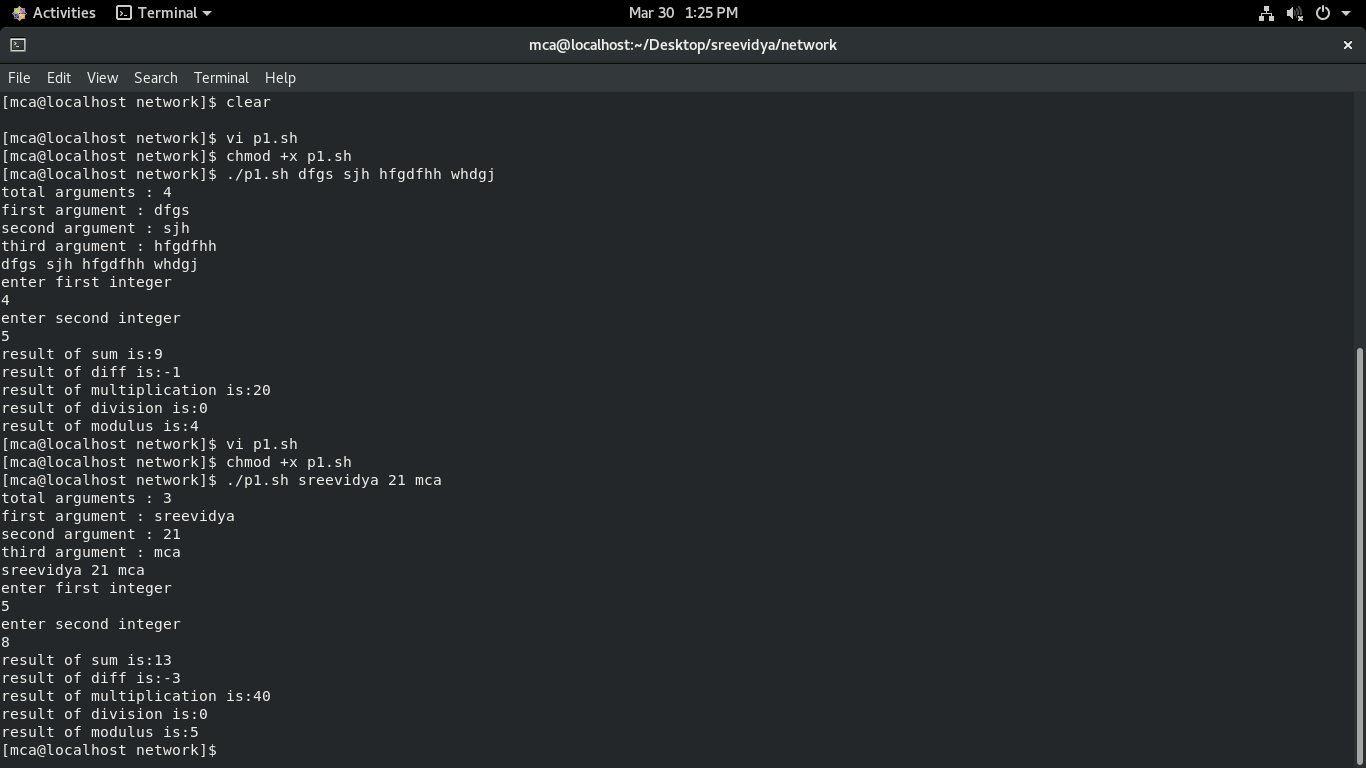 Activities Terminal Mar 30 1:25 PM
mca@localhost:~/Desktop/sreevidya/network ×
File Edit View Search Terminal Help
[mca@localhost network]$ clear
[mca@localhost network]$ vi p1.sh
[mca@localhost network]$ chmod +x p1.sh
[mca@localhost network]$ ./p1.sh dfgs sjh hfgdfhh whdgj
total arguments : 4
first argument : dfgs
second argument : sjh
third argument : hfgdfhh
dfgs sjh hfgdfhh whdgj
enter first integer
4
enter second integer
5
result of sum is:9
result of diff is:-1
result of multiplication is:20
result of division is:0
result of modulus is:4
[mca@localhost network]$ vi p1.sh
[mca@localhost network]$ chmod +x p1.sh
[mca@localhost network]$ ./p1.sh sreevidya 21 mca
total arguments : 3
first argument : sreevidya
second argument : 21
third argument : mca
sreevidya 21 mca
enter first integer
5
enter second integer
8
result of sum is:13
result of diff is:-3
result of multiplication is:40
result of division is:0
result of modulus is:5
[mca@localhost network]$